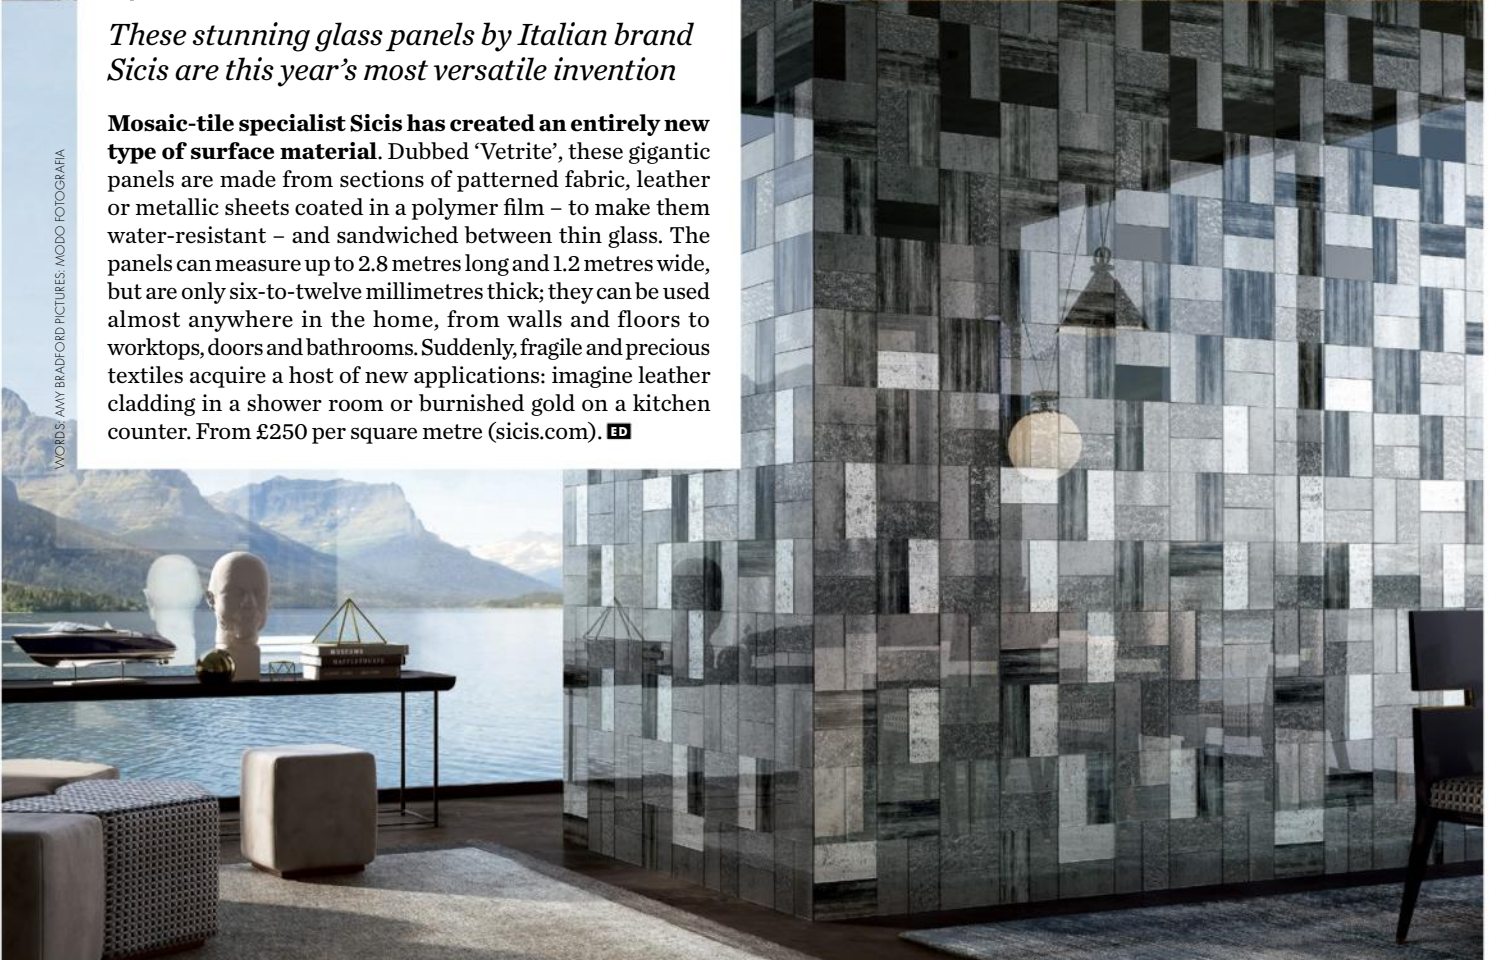 These stunning glass panels by Italian brand
Sicis are this year’s most versatile invention
Mosaic-tile specialist Sicis has created an entirely new
type of surface material. Dubbed ‘Vetrite’, these gigantic
panels are made from sections of patterned fabric, leather
or metallic sheets coated in a polymer film – to make them
water-resistant – and sandwiched between thin glass. The
panels can measure up to 2.8 metres long and 1.2 metres wide,
but are only six-to-twelve millimetres thick; they can be used
almost anywhere in the home, from walls and floors to
worktops, doors and bathrooms. Suddenly, fragile and precious
textiles acquire a host of new applications: imagine leather
cladding in a shower room or burnished gold on a kitchen
counter. From £250 per square metre (sicis.com). ED
WORDS: AMY BRADFORD PICTURES: MODO FOTOGRAFIA
MUSEUMS